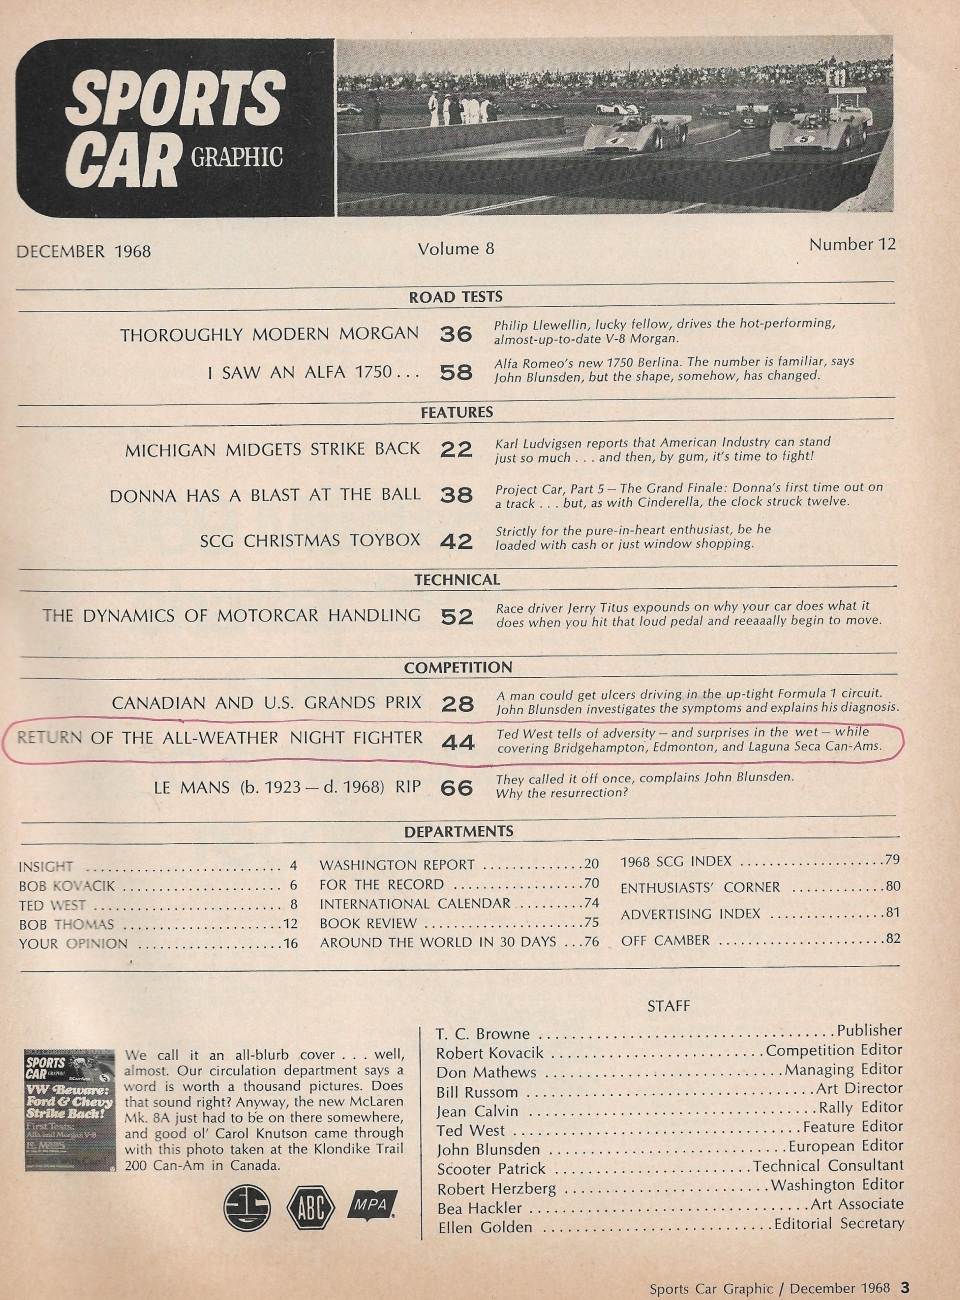 SPORTS
CAR GRAPHIC
4
5
DECEMBER 1968 Volume 8 Number 12
ROAD TESTS
THOROUGHLY MODERN MORGAN 36 Philip Llewellin, lucky fellow, drives the hot-performing,
almost-up-to-date V-8 Morgan.
I SAW AN ALFA 1750 . . . 58 Alfa Romeo's new 1750 Berlina. The number is familiar, says
John Blunsden, but the shape, somehow, has changed.
FEATURES
MICHIGAN MIDGETS STRIKE BACK 22 Karl Ludvigsen reports that American Industry can stand
just so much . . . and then, by gum, it's time to fight!
DONNA HAS A BLAST AT THE BALL 38 Project Car, Part 5 — The Grand Finale: Donna's first time out on
a track . . . but, as with Cinderella, the clock struck twelve.
SCG CHRISTMAS TOYBOX 42 Strictly for the pure-in-heart enthusiast, be he
loaded with cash or just window shopping.
TECHNICAL
THE DYNAMICS OF MOTORCAR HANDLING 52 Race driver Jerry Titus expounds on why your car does what it
does when you hit that loud pedal and reeaaally begin to move.
COMPETITION
CANADIAN AND U.S. GRANDS PRIX 28 A man could get ulcers driving in the up-tight Formula 1 circuit.
John Blunsden investigates the symptoms and explains his diagnosis.
RETURN OF THE ALL-WEATHER NIGHT FIGHTER 44 Ted West tells of adversity — and surprises in the wet — while
covering Bridgehampton, Edmonton, and Laguna Seca Can-Ams.
LE MANS (b. 1923 — d. 1968) RIP 66 They called it off once, complains John Blunsden.
Why the resurrection?
DEPARTMENTS
INSIGHT . . . . . . . . . . 4
BOB KOVACIK . . . . . . . . . . 6
TED WEST . . . . . . . . . . 8
BOB THOMAS . . . . . . . . . . 12
YOUR OPINION . . . . . . . . . . 16
WASHINGTON REPORT . . . . . . . . . . 20
FOR THE RECORD . . . . . . . . . . 70
INTERNATIONAL CALENDAR . . . . . . . . . . 74
BOOK REVIEW . . . . . . . . . . 75
AROUND THE WORLD IN 30 DAYS . . . 76
1968 SCG INDEX . . . . . . . . . . 79
ENTHUSIASTS' CORNER . . . . . . . . . . 80
ADVERTISING INDEX . . . . . . . . . . 81
OFF CAMBER . . . . . . . . . . 82
SPORTS
CAR GRAPHIC
VW Beware:
Ford & Chevy
Strike Back!
First Tests:
Alfa and Morgan V-8
LE MANS
We call it an all-blurb cover . . . well,
almost. Our circulation department says a
word is worth a thousand pictures. Does
that sound right? Anyway, the new McLaren
Mk. 8A just had to be on there somewhere,
and good ol' Carol Knutson came through
with this photo taken at the Klondike Trail
200 Can-Am in Canada.
ABC
MPA
STAFF
T. C. Browne . . . . . . . . . . Publisher
Robert Kovacik . . . . . . . . . . Competition Editor
Don Mathews . . . . . . . . . . Managing Editor
Bill Russom . . . . . . . . . . Art Director
Jean Calvin . . . . . . . . . . Rally Editor
Ted West . . . . . . . . . . Feature Editor
John Blunsden . . . . . . . . . . European Editor
Scooter Patrick . . . . . . . . . . Technical Consultant
Robert Herzberg . . . . . . . . . . Washington Editor
Bea Hackler . . . . . . . . . . Art Associate
Ellen Golden . . . . . . . . . . Editorial Secretary
Sports Car Graphic / December 1968 3